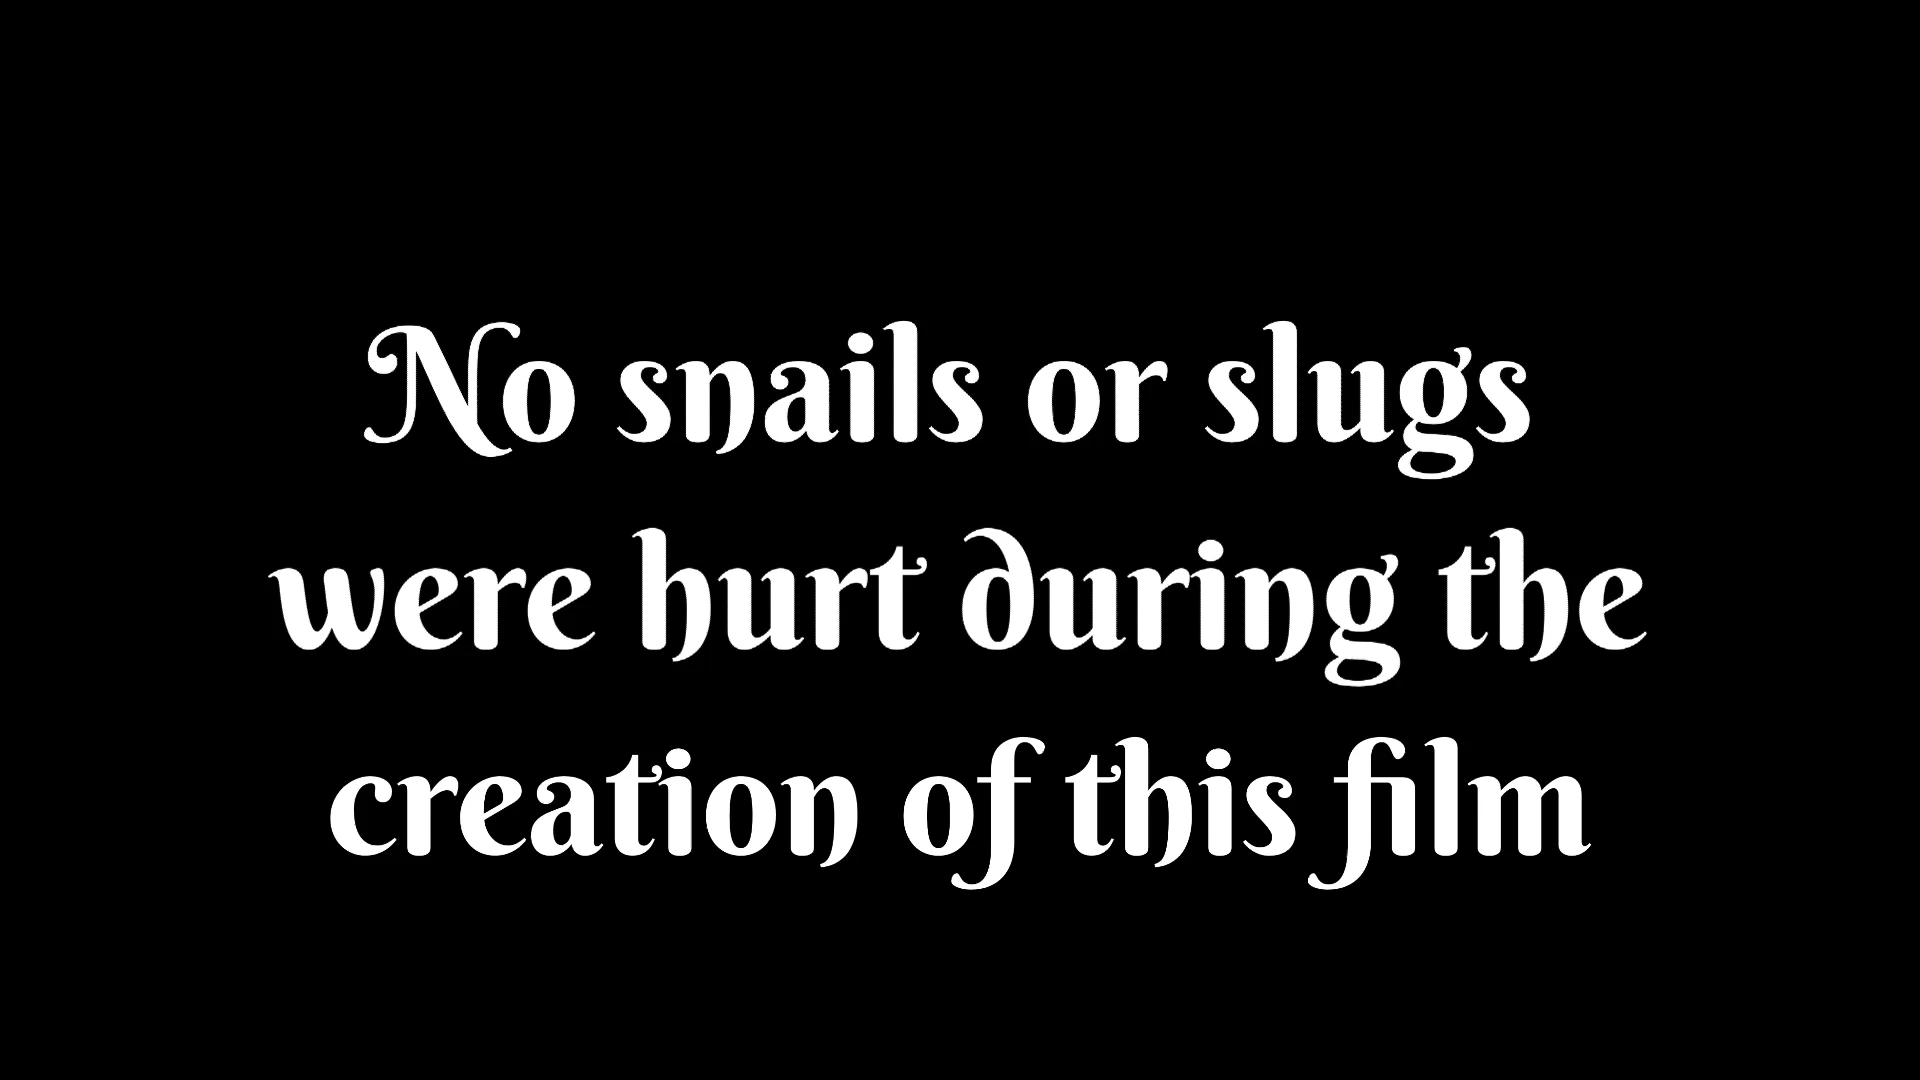 No snails or slugs
were hurt during the
creation of this film